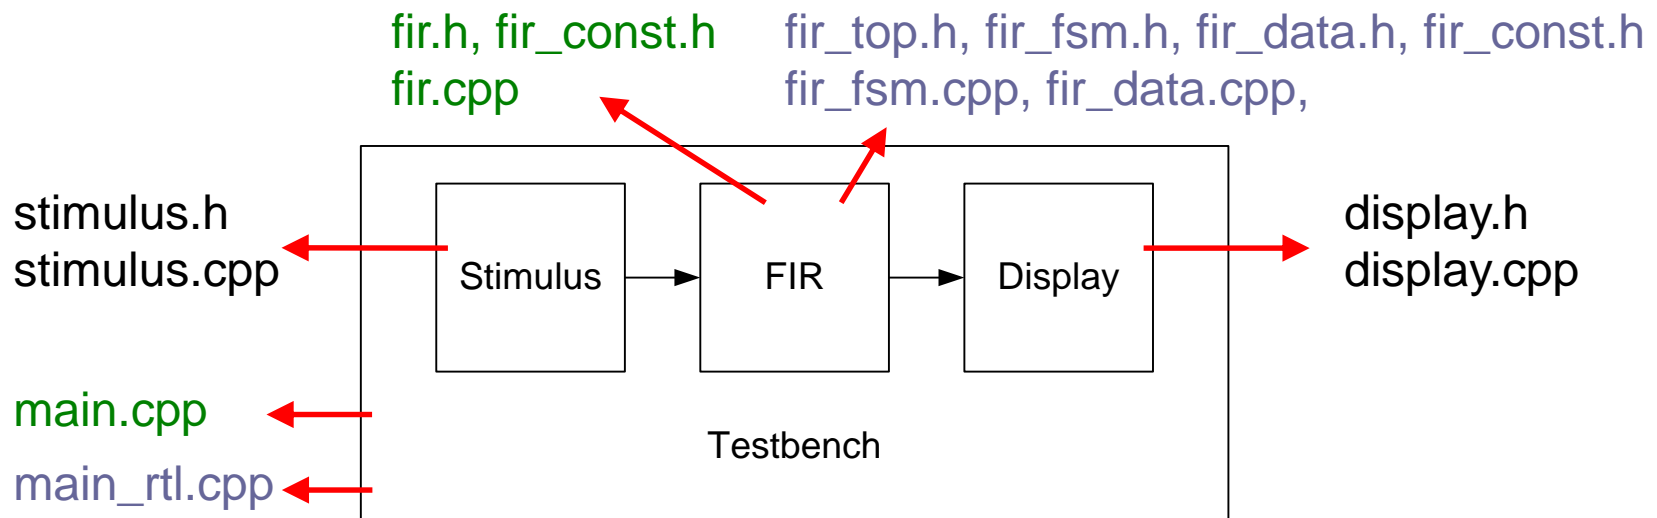 fir.h, fir_const.h
fir.cpp
fir_top.h, fir_fsm.h, fir_data.h, fir_const.h
fir_fsm.cpp, fir_data.cpp,
stimulus.h
stimulus.cpp
Stimulus
FIR
Display
display.h
display.cpp
main.cpp
Testbench
main_rtl.cpp